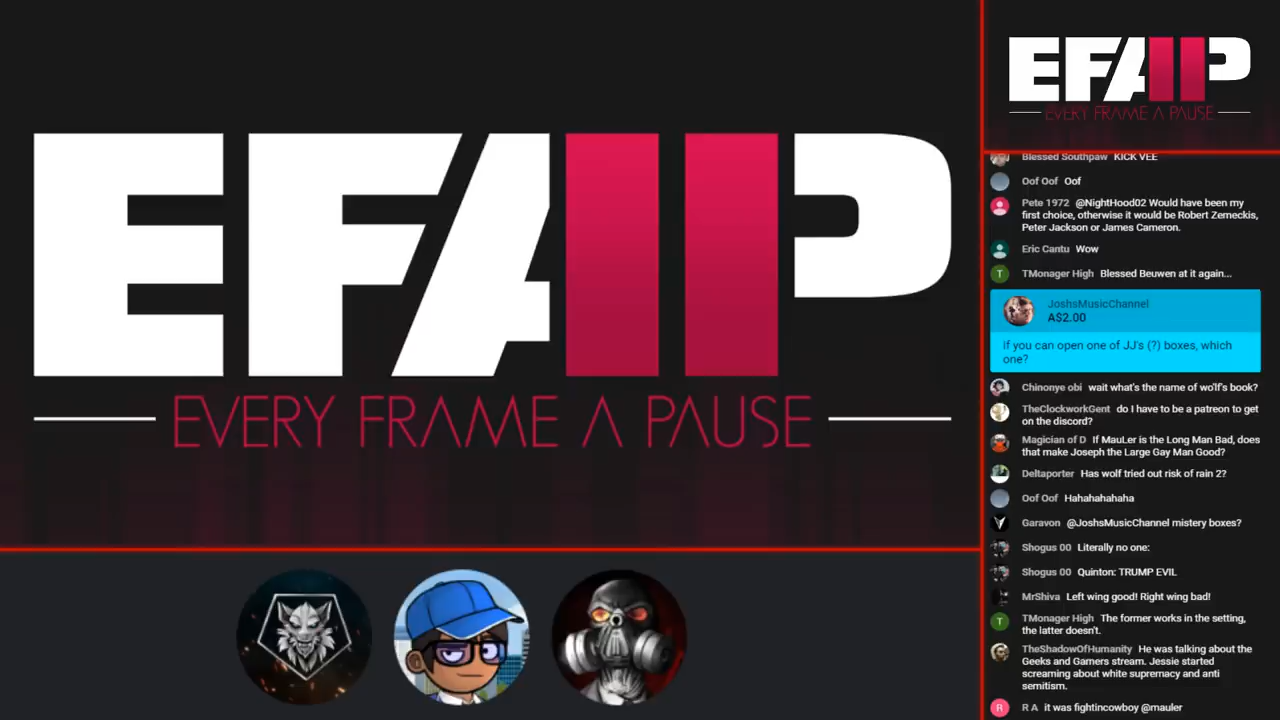 EFAP
EVERY FRAME A PAUSE
EFAP
EVERY FRAME A PAUSE
Blessed Southpaw KICK VEE
Oof Oof Oof
Pete 1972 @NightHood02 Would have been my
first choice, otherwise it would be Robert Zemeckis,
Peter Jackson or James Cameron.
Eric Cantu Wow
T TMonager High Blessed Beuwen at it again...
JoshsMusicChannel
A$2.00
If you can open one of JJ's (?) boxes, which
one?
Chinonye obi wait what's the name of wo'lf's book?
TheClockworkGent do I have to be a patreon to get
on the discord?
Magician of D If MauLer is the Long Man Bad, does
that make Joseph the Large Gay Man Good?
Deltaporter Has wolf tried out risk of rain 2?
Oof Oof Hahahahahaha
Garavon @JoshsMusicChannel mistery boxes?
Shogus 00 Literally no one:
Shogus 00 Quinton: TRUMP EVIL
MrShiva Left wing good! Right wing bad!
T TMonager High The former works in the setting,
the latter doesn't.
TheShadowOfHumanity He was talking about the
Geeks and Gamers stream. Jessie started
screaming about white supremacy and anti
semitism.
R R A it was fightincowboy @mauler